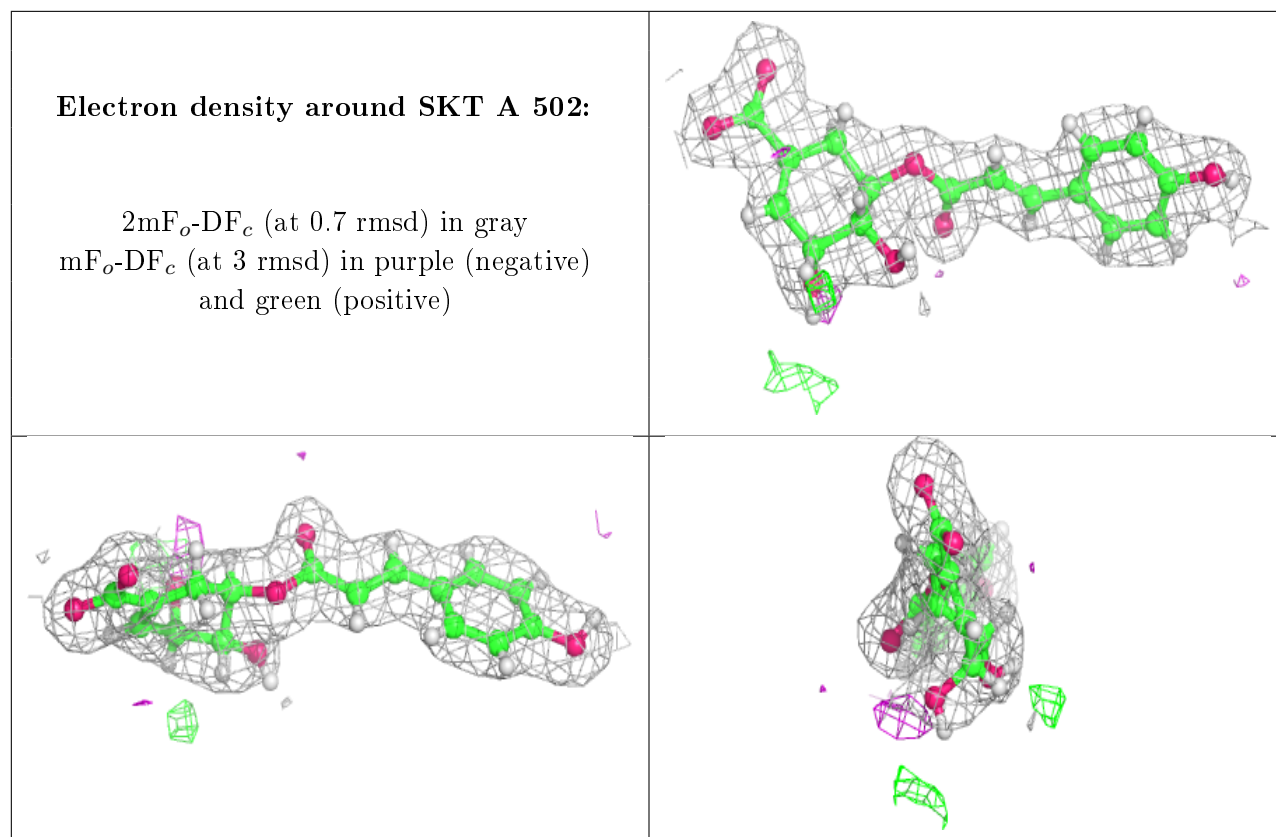 Electron density around SKT A 502:
2mFₒ-DF𝒸 (at 0.7 rmsd) in gray
mFₒ-DF𝒸 (at 3 rmsd) in purple (negative)
and green (positive)